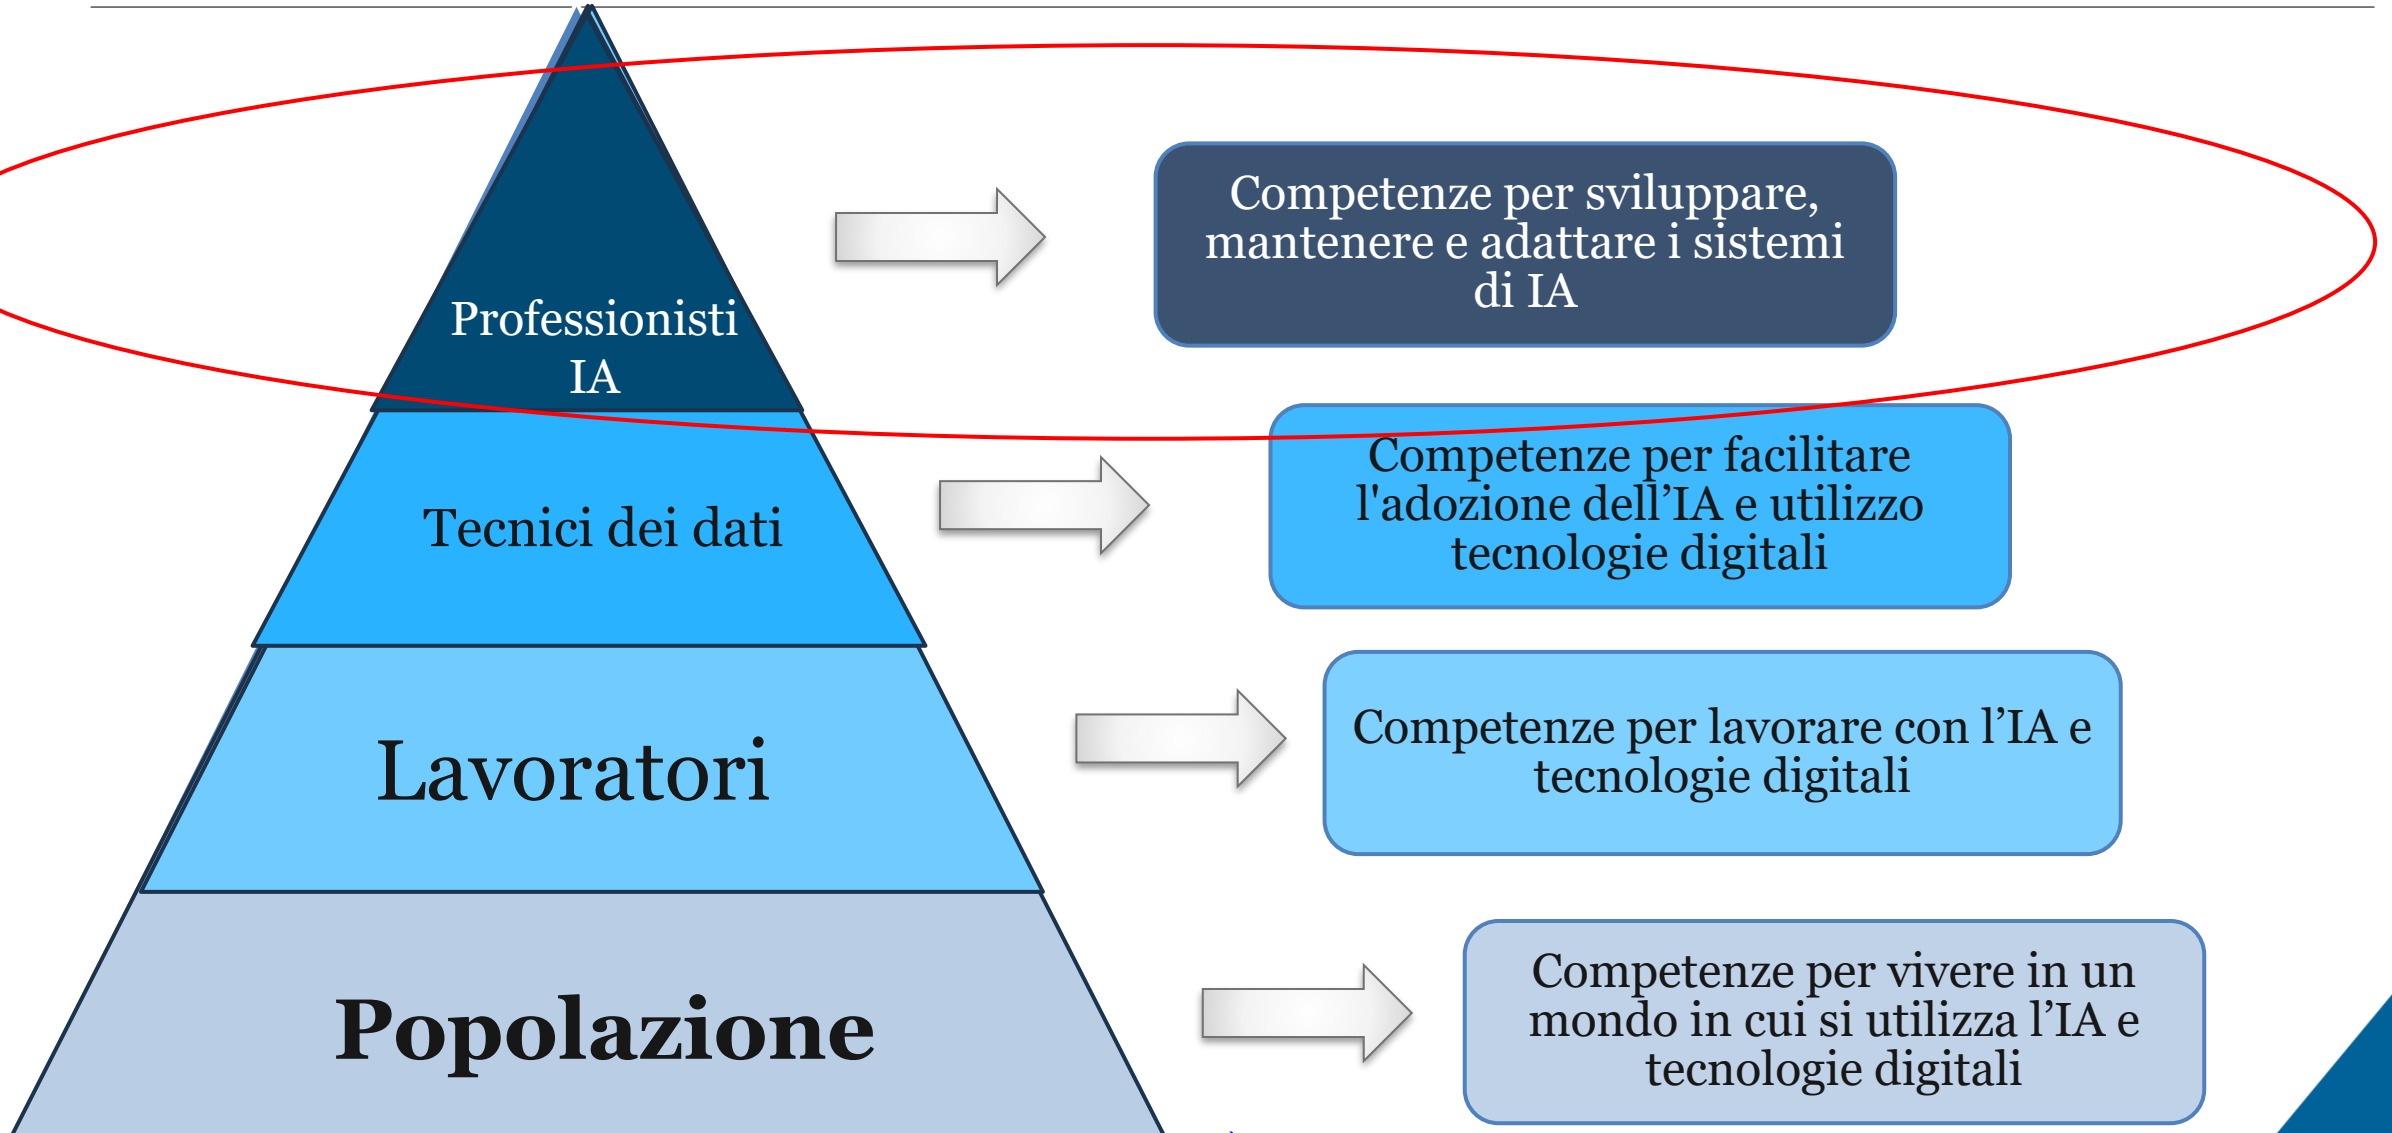 Professionisti
IA
Competenze per sviluppare,
mantenere e adattare i sistemi
di IA
Tecnici dei dati
Competenze per facilitare
l'adozione dell’IA e utilizzo
tecnologie digitali
Lavoratori
Competenze per lavorare con l’IA e
tecnologie digitali
Popolazione
Competenze per vivere in un
mondo in cui si utilizza l’IA e
tecnologie digitali